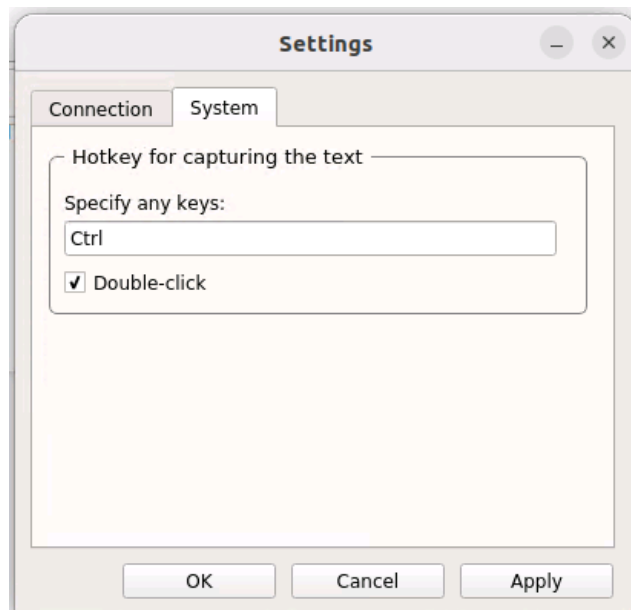 Settings
Connection System
Hotkey for capturing the text
Specify any keys:
Ctrl
Double-click
OK Cancel Apply